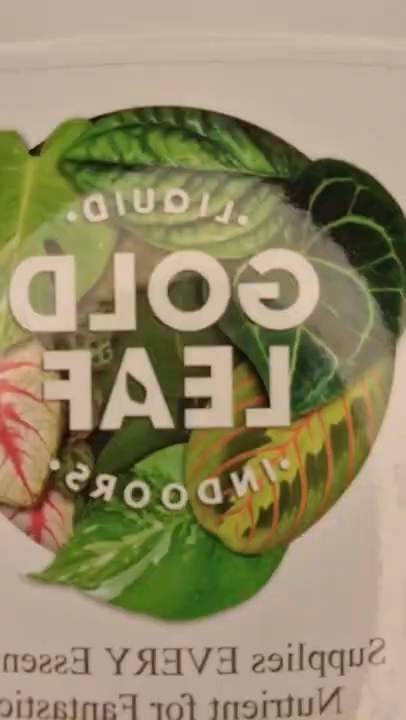 •LIQUID•
GOLD
LEAF
•INDOORS•
Supplies EVERY Essen
Nutrient for Fantastic